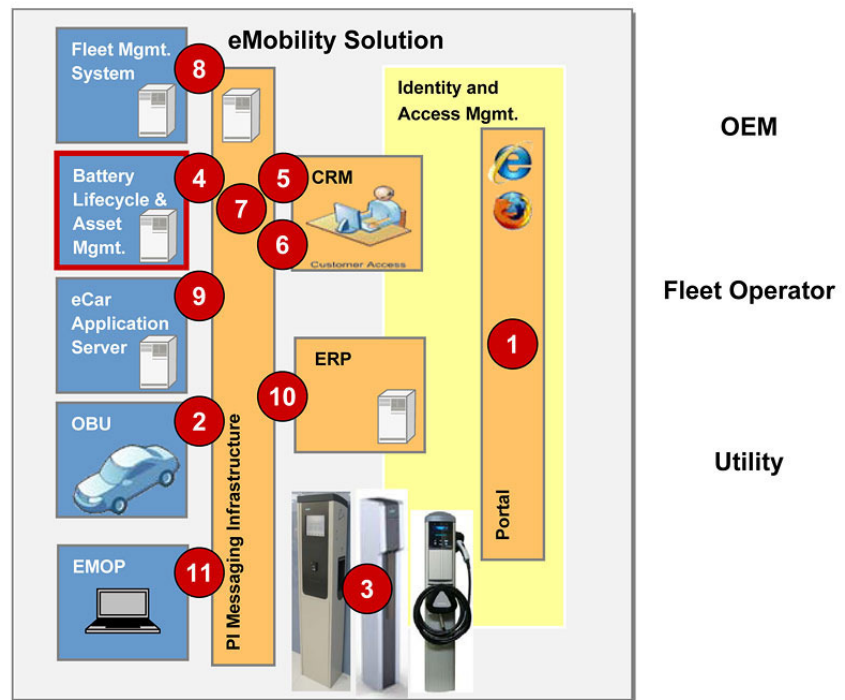 eMobility Solution
Fleet Mgmt.
System
8
Identity and
Access Mgmt.
OEM
Battery
Lifecycle &
Asset
Mgmt.
4
5
CRM
7
6
Customer Access
eCar
Application
Server
9
Fleet Operator
1
ERP
10
OBU
2
PI Messaging Infrastructure
Portal
Utility
EMOP
11
3